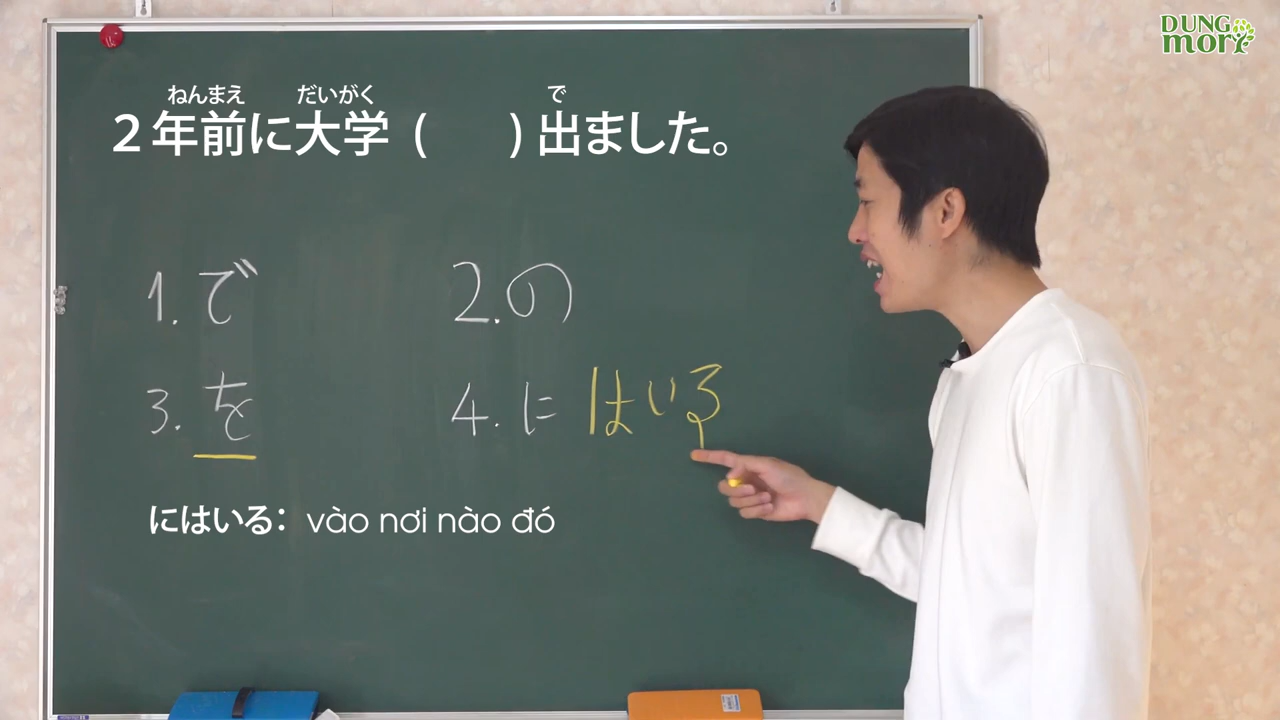 DUNG
mori
ねんまえ だいがく で
２年前に大学 ( ) 出ました。
1. で 2. の
3. を 4. に はいる
にはいる： vào nơi nào đó